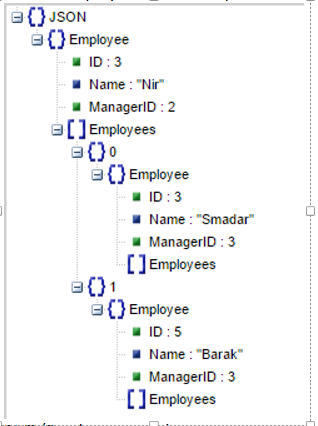 JSON
Employee
ID : 3
Name : "Nir"
ManagerID : 2
Employees
0
Employee
ID : 3
Name : "Smadar"
ManagerID : 3
Employees
1
Employee
ID : 5
Name : "Barak"
ManagerID : 3
Employees